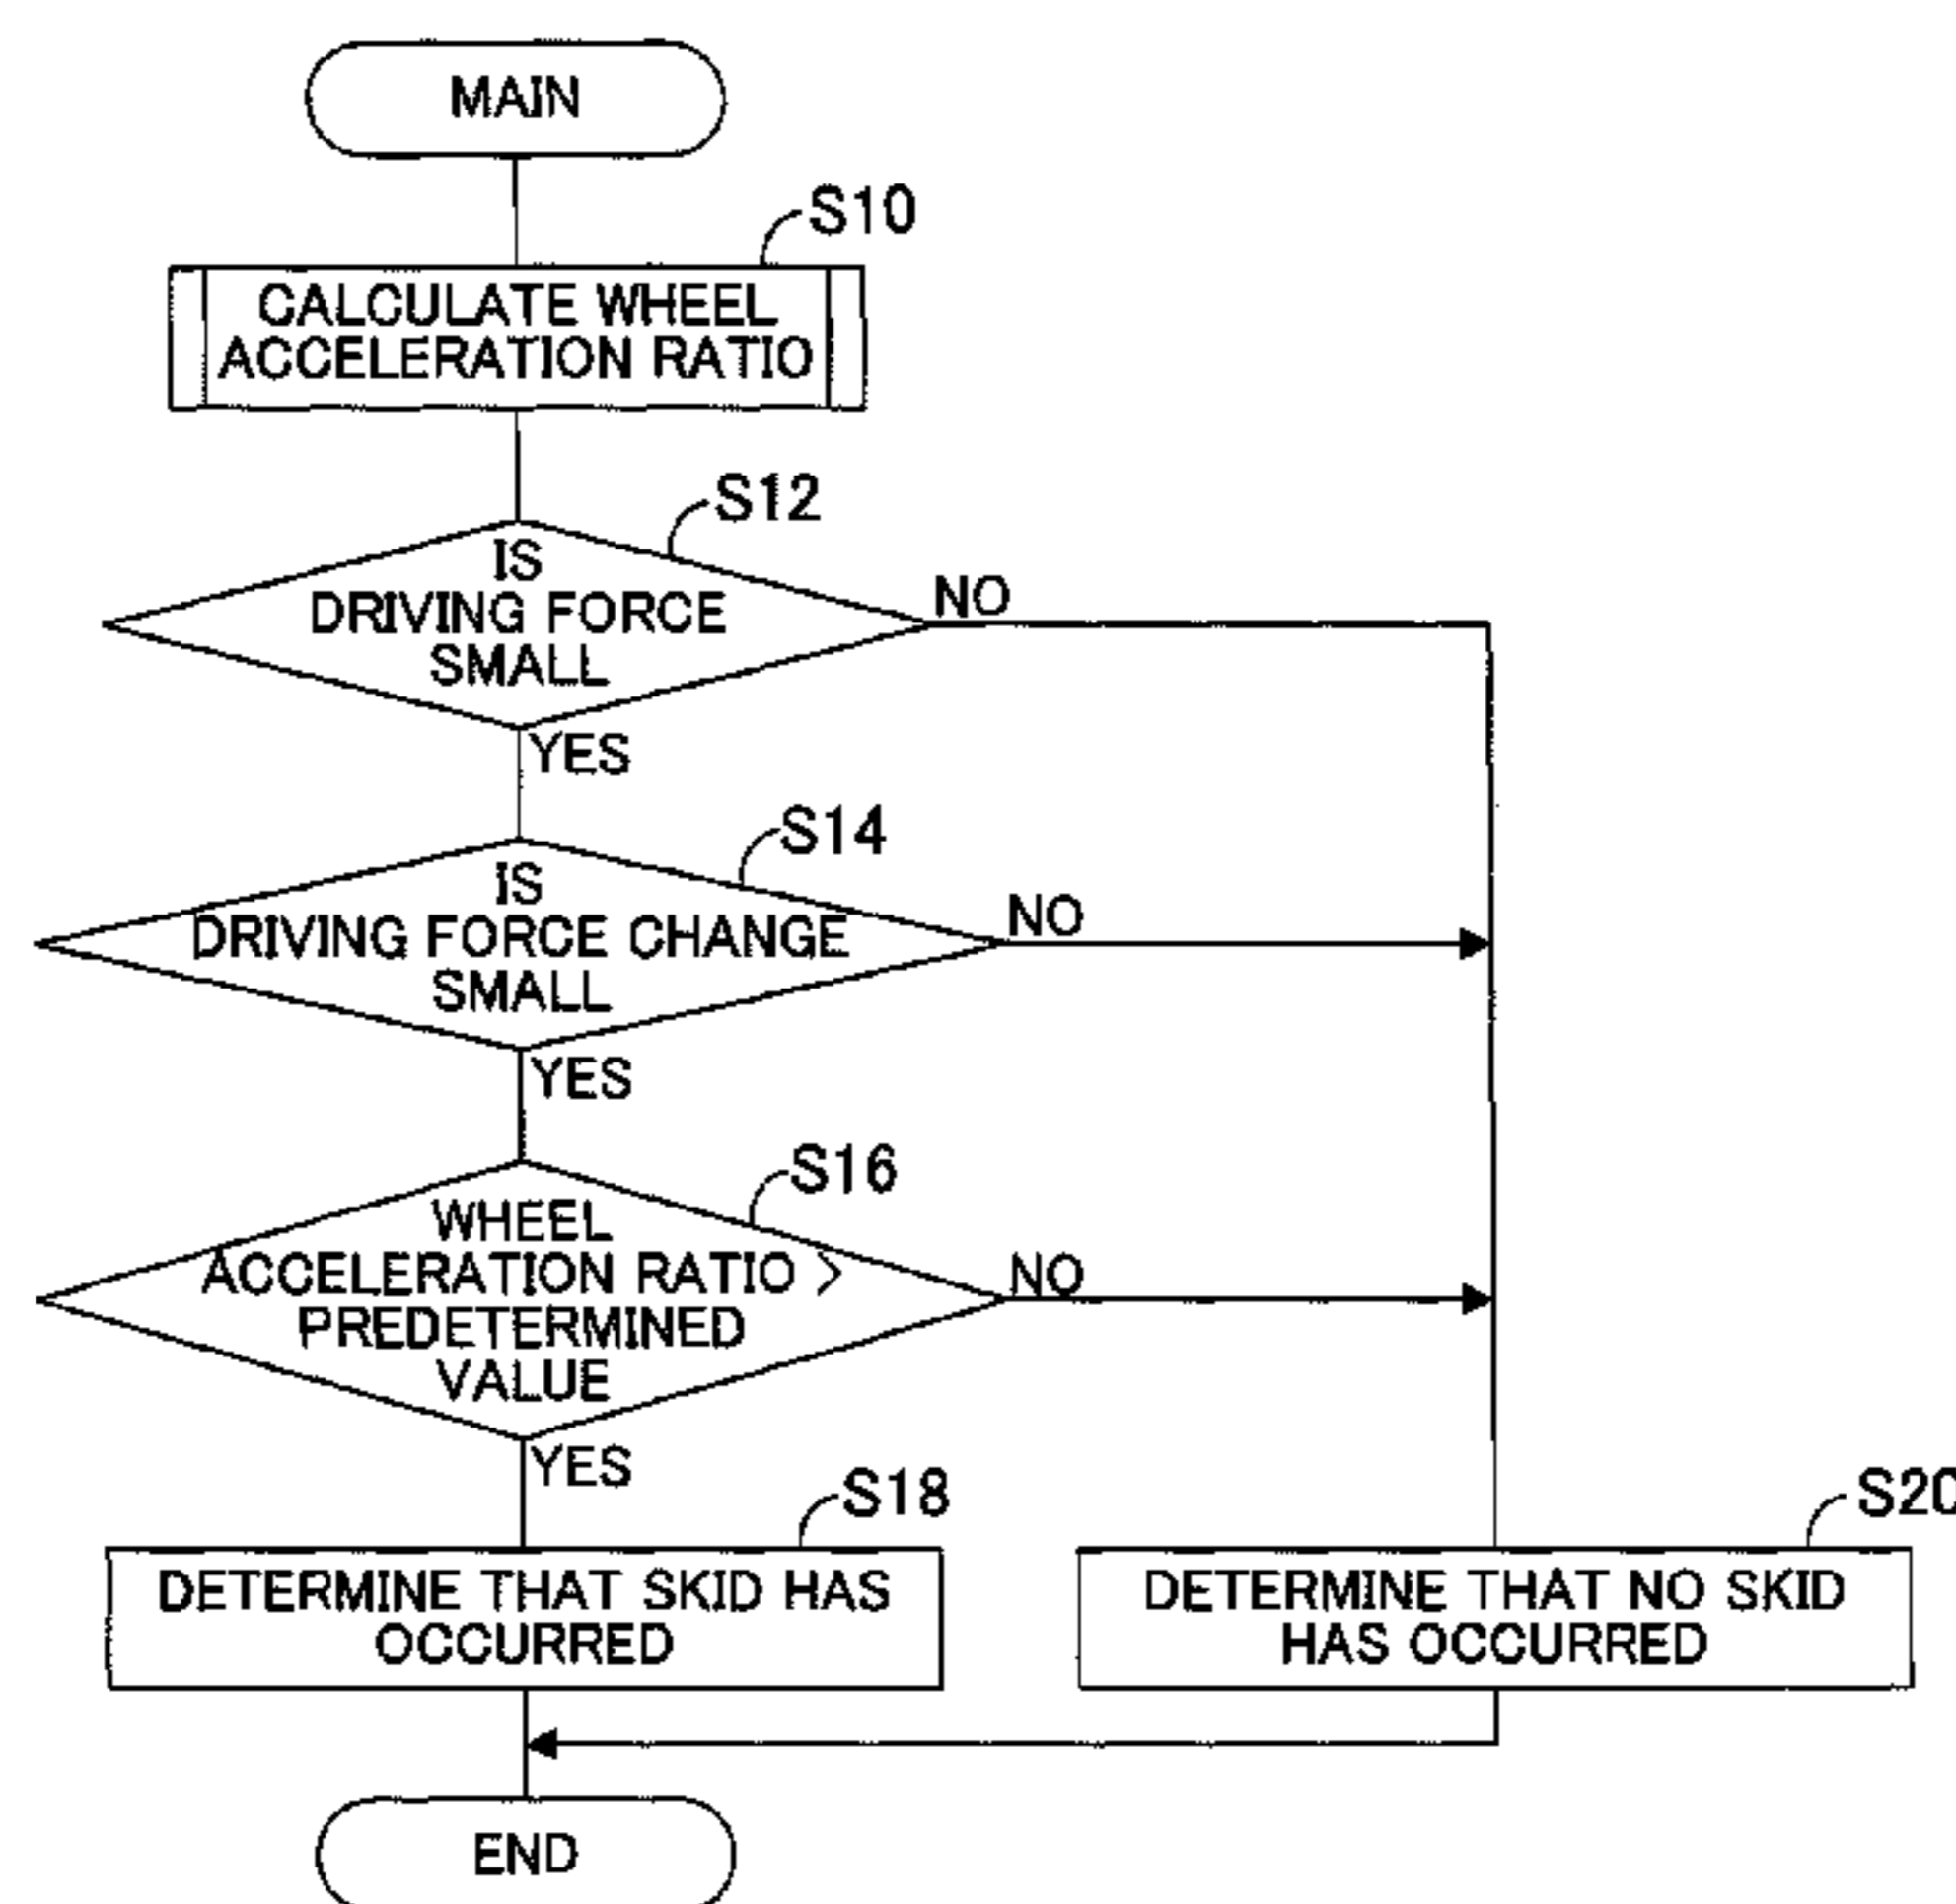 MAIN
S10
CALCULATE WHEEL
ACCELERATION RATIO
S12
IS
DRIVING FORCE
SMALL
NO
YES
S14
IS
DRIVING FORCE CHANGE
SMALL
NO
YES
S16
WHEEL
ACCELERATION RATIO >
PREDETERMINED
VALUE
NO
YES
S18
DETERMINE THAT SKID HAS
OCCURRED
S20
DETERMINE THAT NO SKID
HAS OCCURRED
END